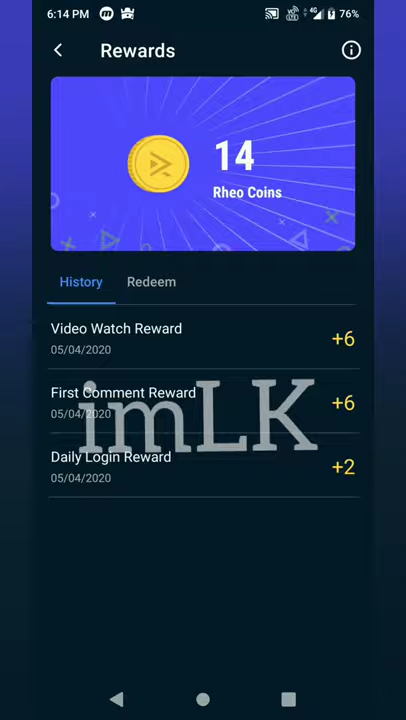 6:14 PM 4G 76%
Rewards
14
Rheo Coins
History Redeem
Video Watch Reward
05/04/2020 +6
First Comment Reward
05/04/2020 +6
imLK
Daily Login Reward
05/04/2020 +2